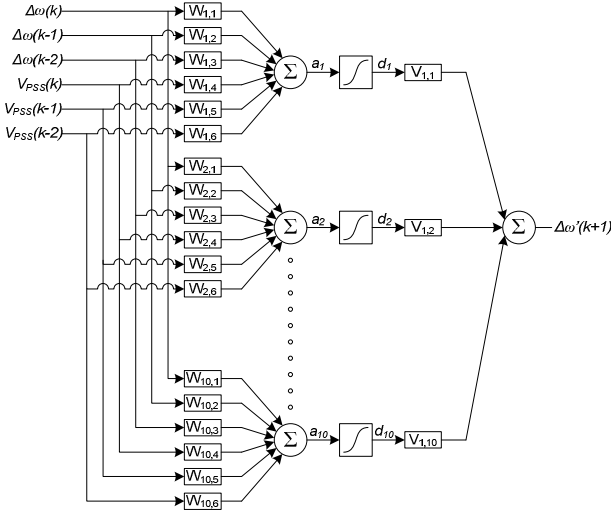 Δω(k)
Δω(k-1)
Δω(k-2)
VPSS(k)
VPSS(k-1)
VPSS(k-2)
W1,1
W1,2
W1,3
W1,4
W1,5
W1,6
Σ
a1
d1
V1,1
W2,1
W2,2
W2,3
W2,4
W2,5
W2,6
Σ
a2
d2
V1,2
Σ
Δω'(k+1)
W10,1
W10,2
W10,3
W10,4
W10,5
W10,6
Σ
a10
d10
V1,10